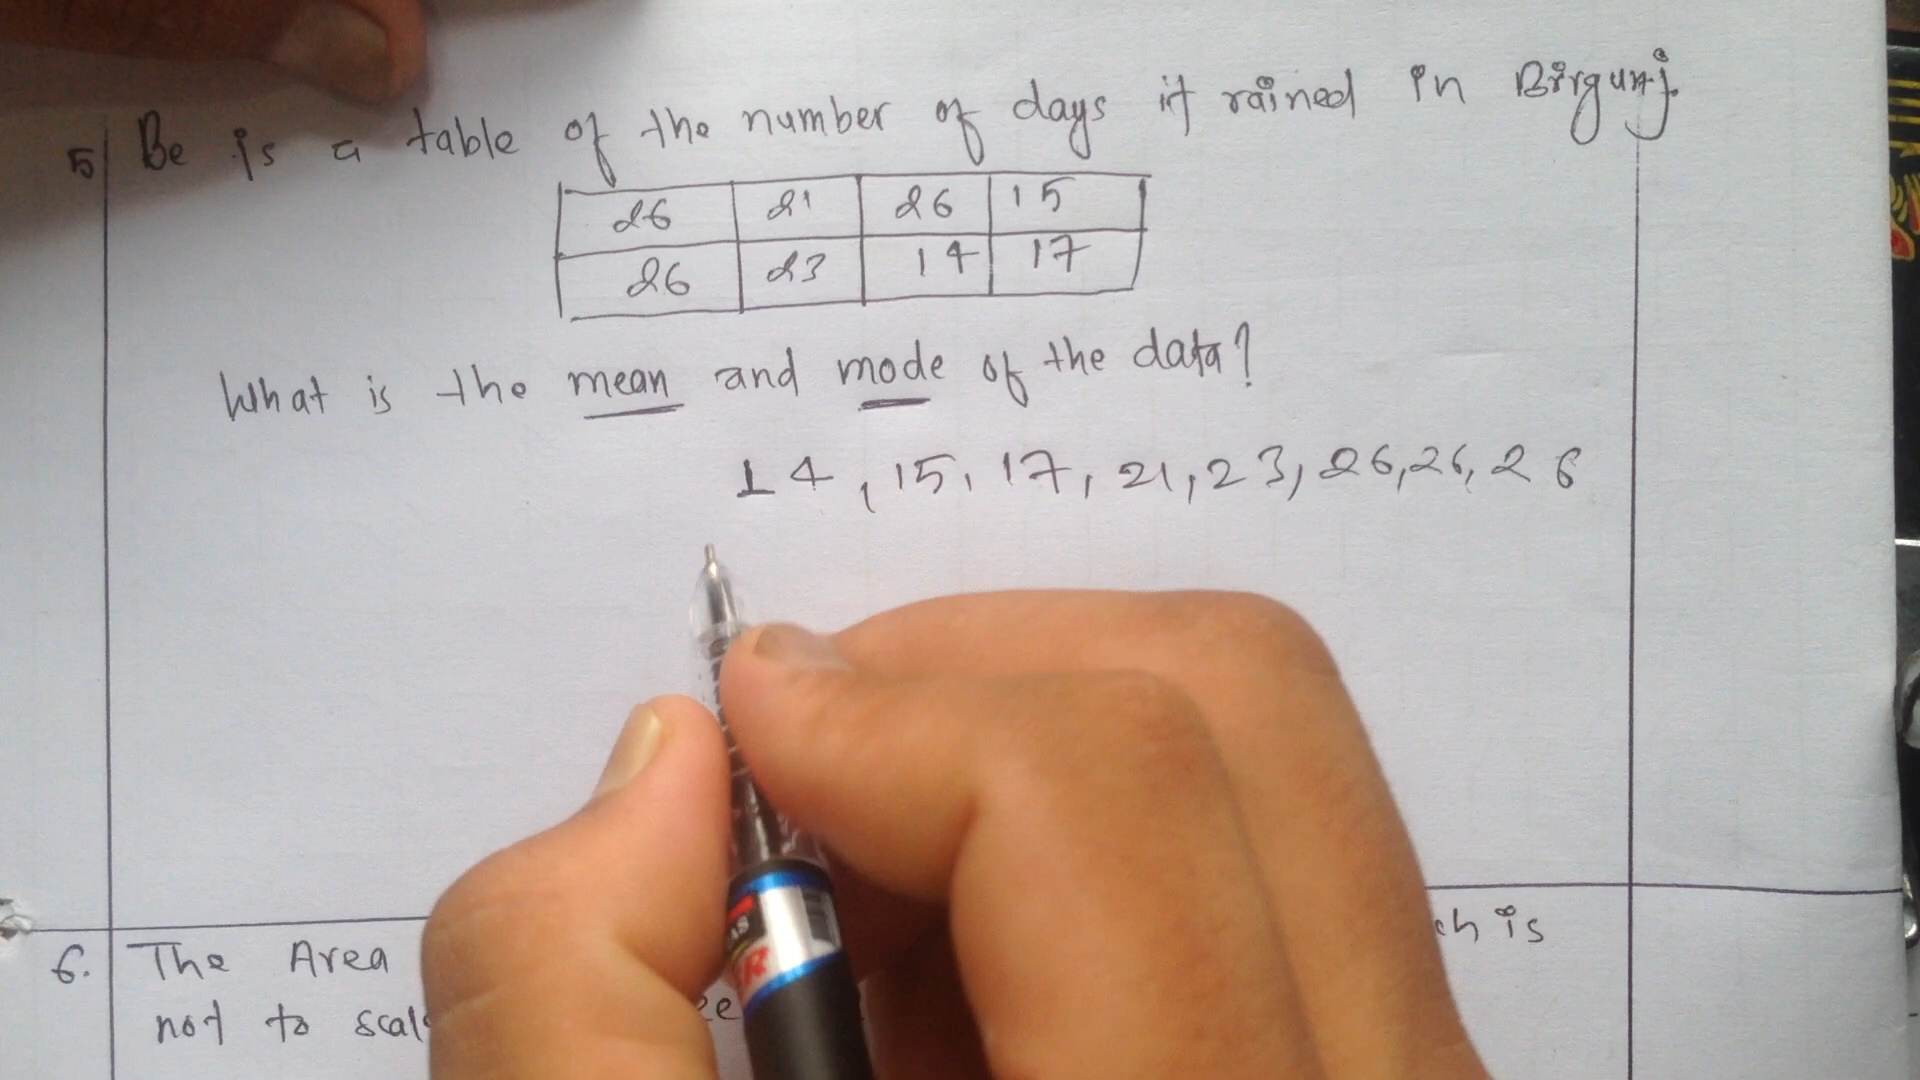 5 Be is a table of the number of days it rained in Birgunj.
26 21 26 15
26 23 14 17
What is the mean and mode of the data?
14, 15, 17, 21, 23, 26, 26, 26
6. The Area ch is
not to scal